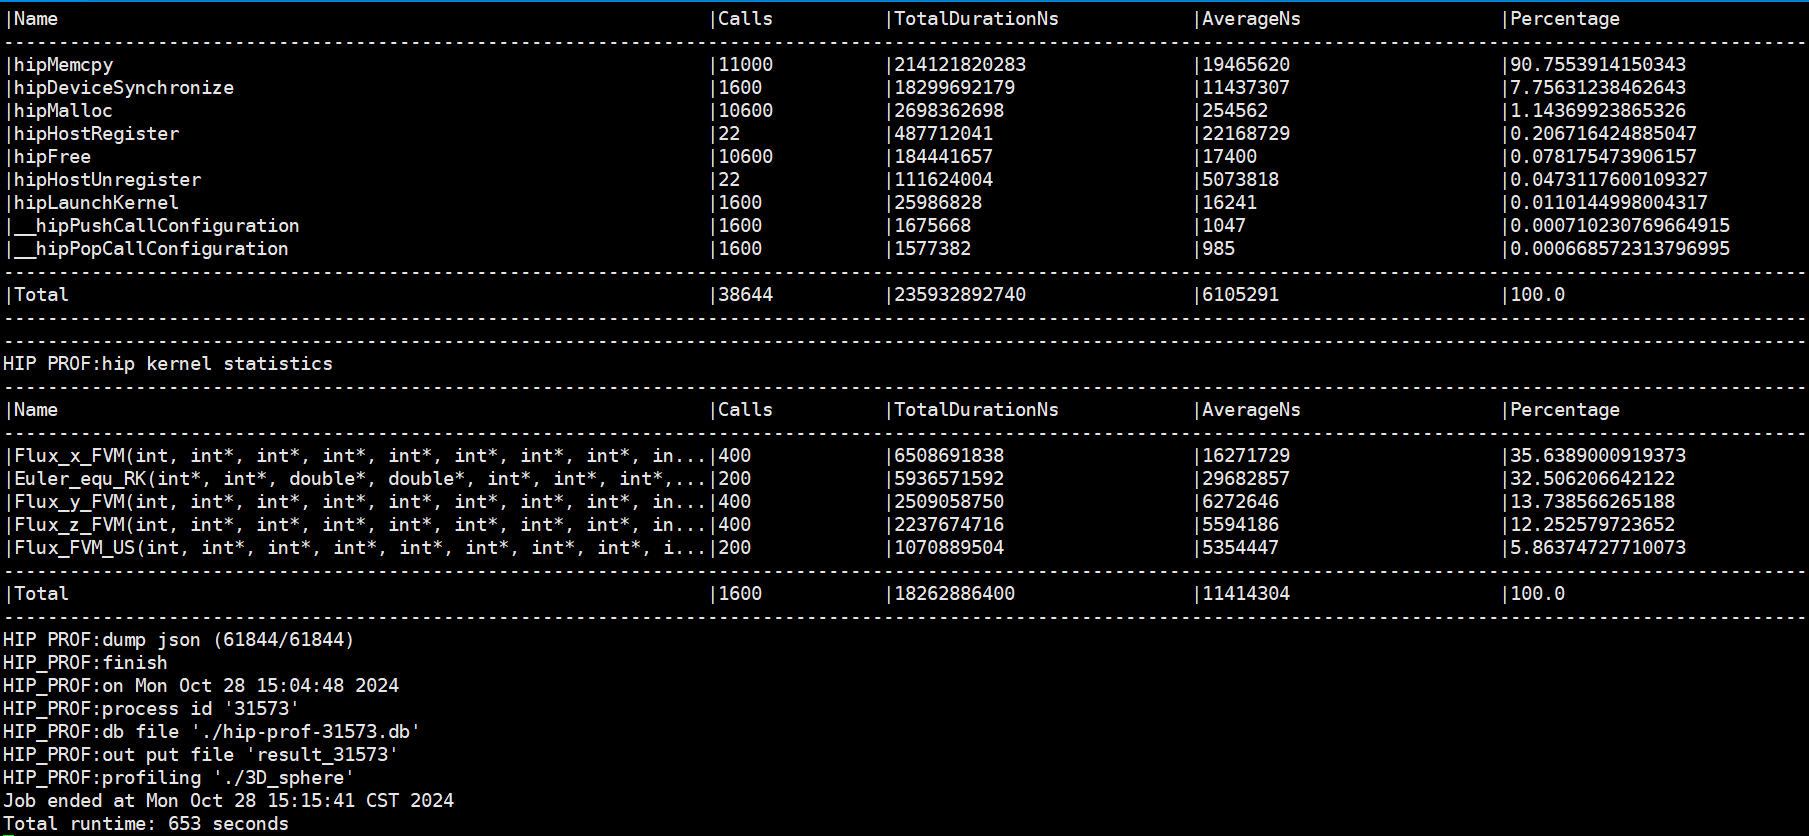 |Name |Calls |TotalDurationNs |AverageNs |Percentage
|hipMemcpy |11000 |214121820283 |19465620 |90.7553914150343
|hipDeviceSynchronize |1600 |18299692179 |11437307 |7.75631238462643
|hipMalloc |10600 |2698362698 |254562 |1.14369923865326
|hipHostRegister |22 |487712041 |22168729 |0.206716424885047
|hipFree |10600 |184441657 |17400 |0.078175473906157
|hipHostUnregister |22 |111624004 |5073818 |0.0473117600109327
|hipLaunchKernel |1600 |25986828 |16241 |0.0110144998004317
|__hipPushCallConfiguration |1600 |1675668 |1047 |0.000710230769664915
|__hipPopCallConfiguration |1600 |1577382 |985 |0.000668572313796995
|Total |38644 |235932892740 |6105291 |100.0
HIP PROF:hip kernel statistics
|Name |Calls |TotalDurationNs |AverageNs |Percentage
|Flux_x_FVM(int, int*, int*, int*, int*, int*, int*, int*, in...|400 |6508691838 |16271729 |35.6389000919373
|Euler_equ_RK(int*, int*, double*, double*, int*, int*, int*,...|200 |5936571592 |29682857 |32.506206642122
|Flux_y_FVM(int, int*, int*, int*, int*, int*, int*, int*, in...|400 |2509058750 |6272646 |13.738566265188
|Flux_z_FVM(int, int*, int*, int*, int*, int*, int*, int*, in...|400 |2237674716 |5594186 |12.252579723652
|Flux_FVM_US(int, int*, int*, int*, int*, int*, int*, int*, i...|200 |1070889504 |5354447 |5.86374727710073
|Total |1600 |18262886400 |11414304 |100.0
HIP PROF:dump json (61844/61844)
HIP_PROF:finish
HIP_PROF:on Mon Oct 28 15:04:48 2024
HIP_PROF:process id '31573'
HIP_PROF:db file './hip-prof-31573.db'
HIP_PROF:out put file 'result_31573'
HIP_PROF:profiling './3D_sphere'
Job ended at Mon Oct 28 15:15:41 CST 2024
Total runtime: 653 seconds